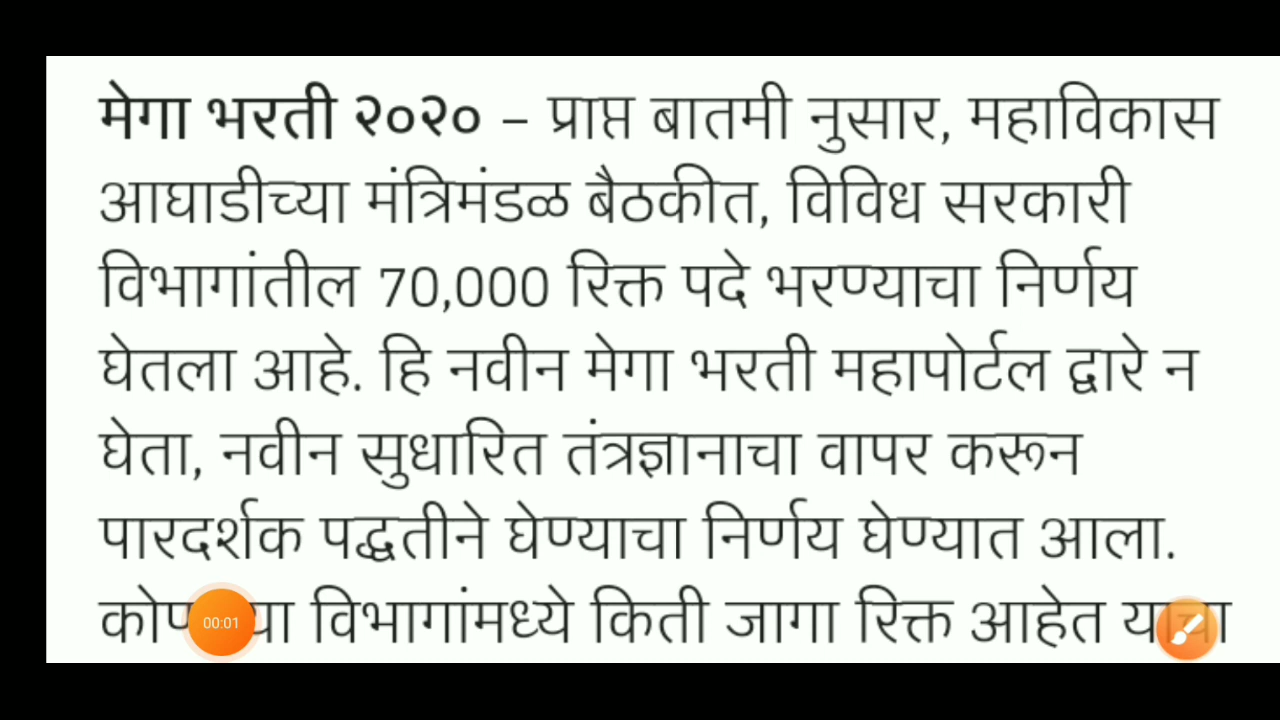 मेगा भरती २०२० – प्राप्त बातमी नुसार, महाविकास
आघाडीच्या मंत्रिमंडळ बैठकीत, विविध सरकारी
विभागांतील 70,000 रिक्त पदे भरण्याचा निर्णय
घेतला आहे. हि नवीन मेगा भरती महापोर्टल द्वारे न
घेता, नवीन सुधारित तंत्रज्ञानाचा वापर करून
पारदर्शक पद्धतीने घेण्याचा निर्णय घेण्यात आला.
विभागांमध्ये किती जागा रिक्त आहेत
00:01